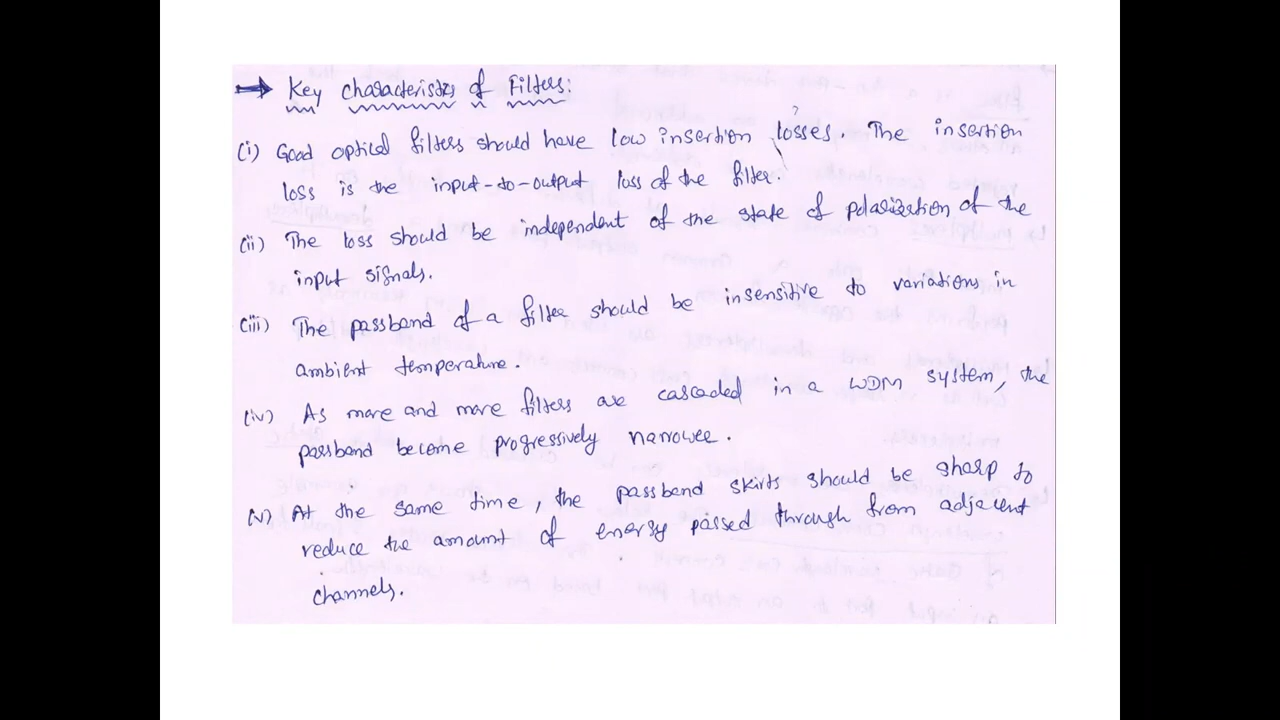 → Key characteristics of Filters:
(i) Good optical filters should have low insertion losses. The insertion
loss is the input-to-output loss of the filter.
(ii) The loss should be independent of the state of polarization of the
input signals.
(iii) The passband of a filter should be insensitive to variations in
ambient temperature.
(iv) As more and more filters are cascaded in a WDM system, the
passband become progressively narrower.
(v) At the same time, the passband skirts should be sharp to
reduce the amount of energy passed through from adjacent
channels.